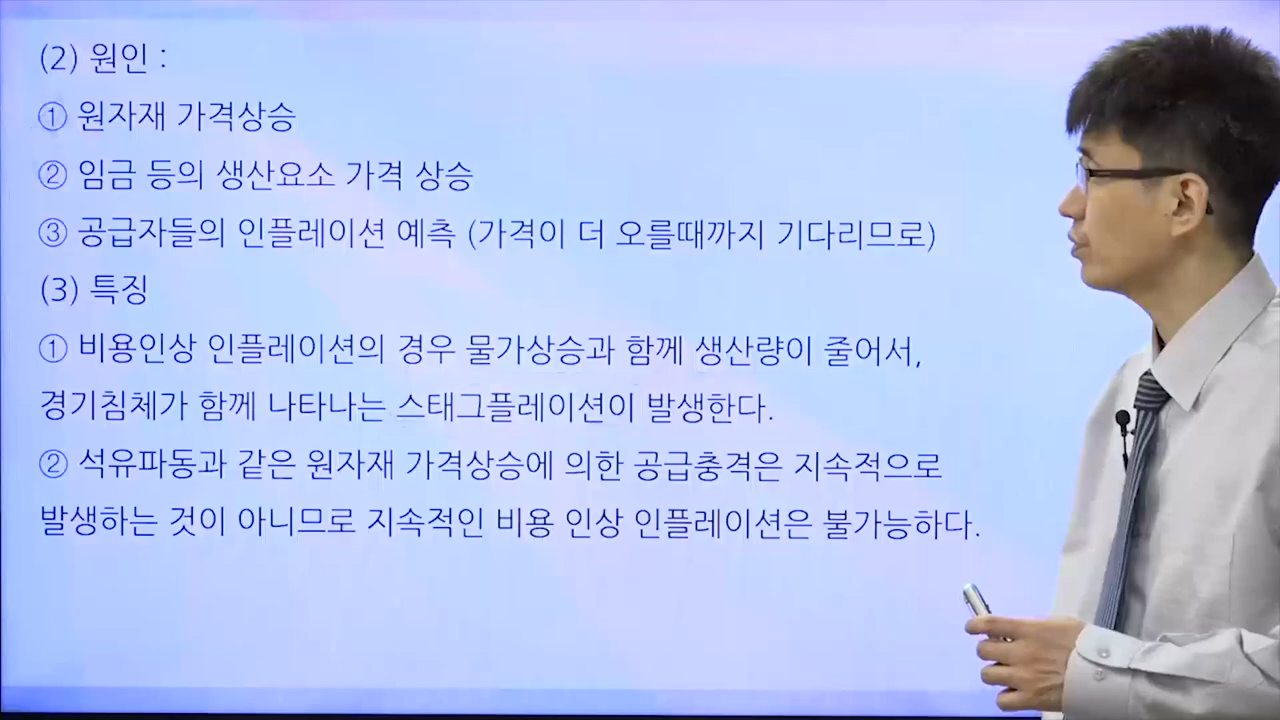 (2) 원인 :
① 원자재 가격상승
② 임금 등의 생산요소 가격 상승
③ 공급자들의 인플레이션 예측 (가격이 더 오를때까지 기다리므로)
(3) 특징
① 비용인상 인플레이션의 경우 물가상승과 함께 생산량이 줄어서,
경기침체가 함께 나타나는 스태그플레이션이 발생한다.
② 석유파동과 같은 원자재 가격상승에 의한 공급충격은 지속적으로
발생하는 것이 아니므로 지속적인 비용 인상 인플레이션은 불가능하다.